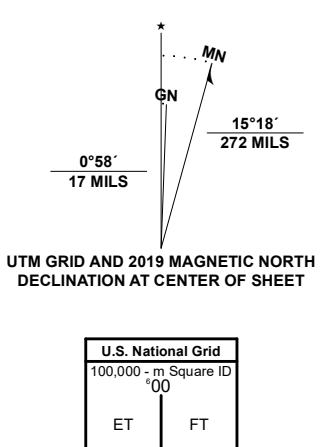 ★
MN
GN
15°18´
272 MILS
0°58´
17 MILS
UTM GRID AND 2019 MAGNETIC NORTH
DECLINATION AT CENTER OF SHEET
U.S. National Grid
100,000 - m Square ID
⁶00
ET FT